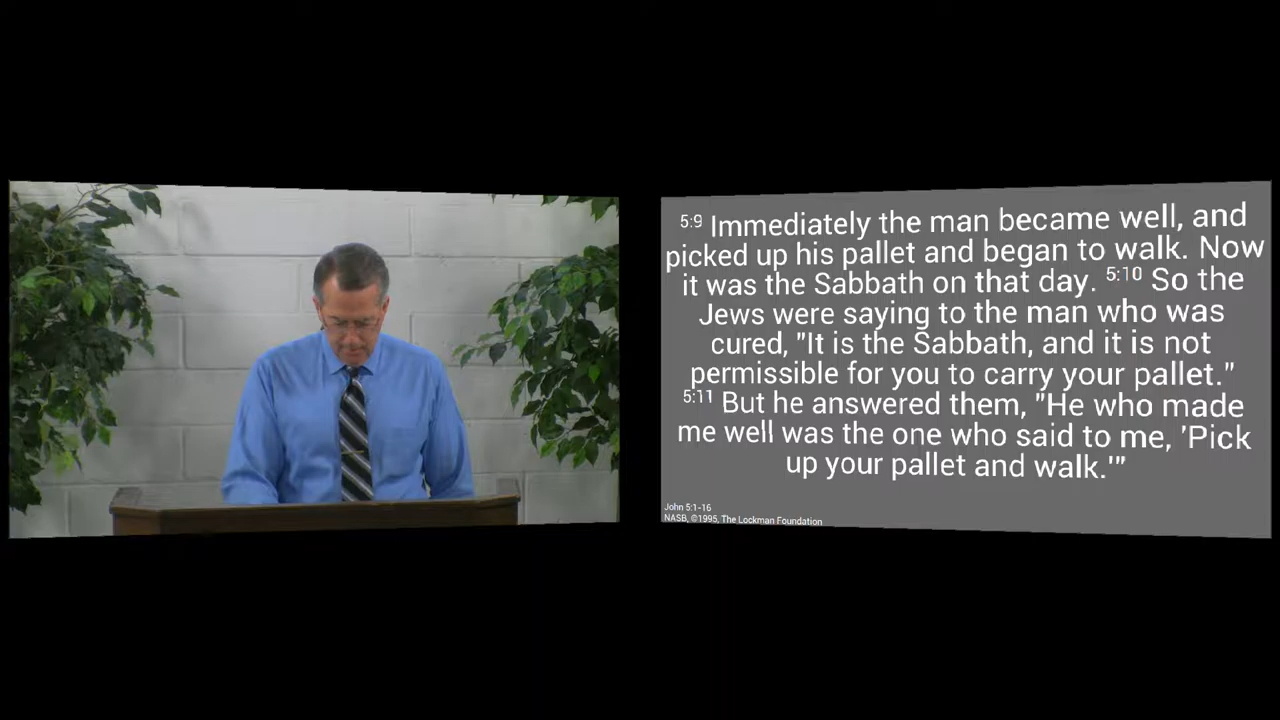 5:9 Immediately the man became well, and
picked up his pallet and began to walk. Now
it was the Sabbath on that day. 5:10 So the
Jews were saying to the man who was
cured, "It is the Sabbath, and it is not
permissible for you to carry your pallet."
5:11 But he answered them, "He who made
me well was the one who said to me, 'Pick
up your pallet and walk.'"
John 5:1-16
NASB, ©1995, The Lockman Foundation